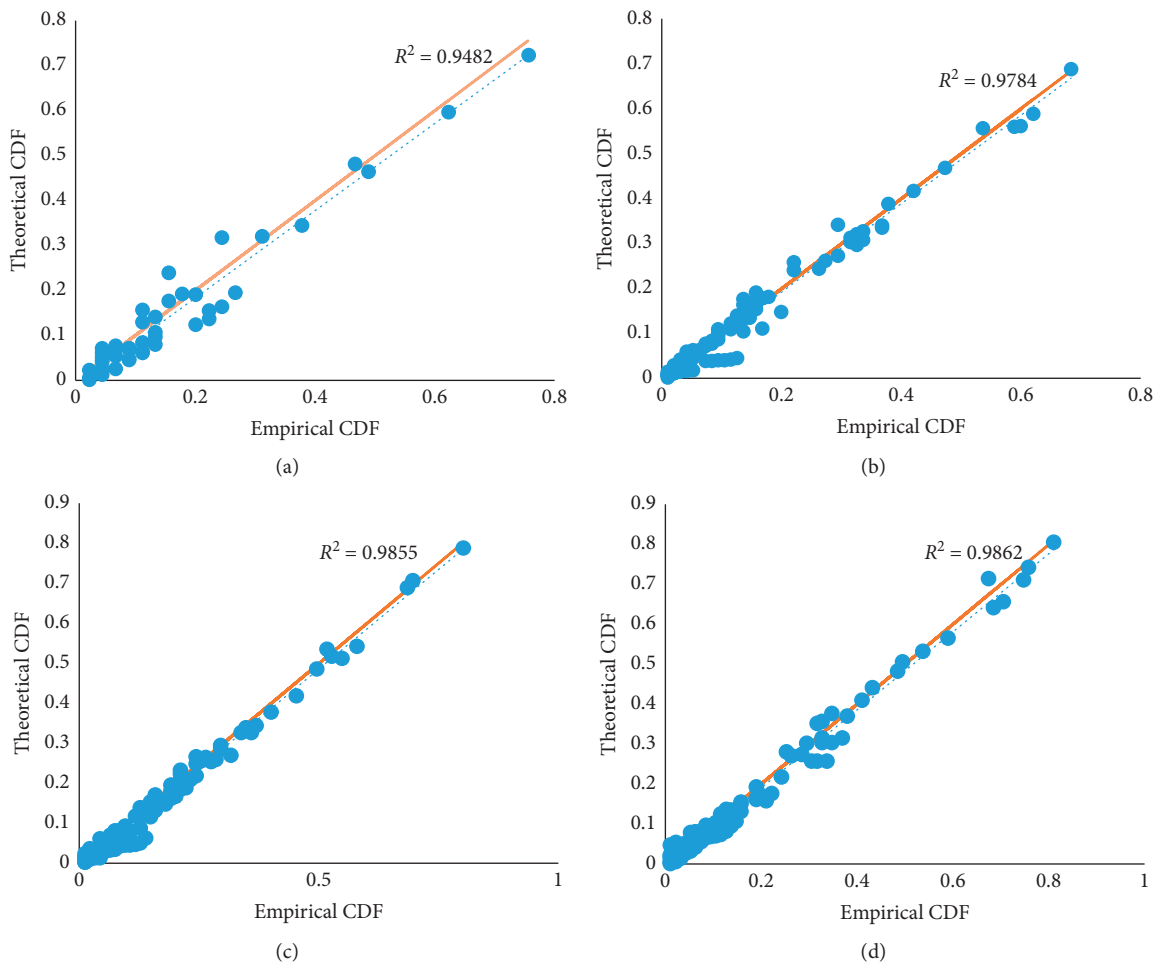 0.8
0.7
0.6
0.5
0.4
0.3
0.2
0.1
0
Theoretical CDF
R² = 0.9482
0 0.2 0.4 0.6 0.8
Empirical CDF
(a)
0.8
0.7
0.6
0.5
0.4
0.3
0.2
0.1
0
Theoretical CDF
R² = 0.9784
0 0.2 0.4 0.6 0.8
Empirical CDF
(b)
0.9
0.8
0.7
0.6
0.5
0.4
0.3
0.2
0.1
0
Theoretical CDF
R² = 0.9855
0 0.5 1
Empirical CDF
(c)
0.9
0.8
0.7
0.6
0.5
0.4
0.3
0.2
0.1
0
Theoretical CDF
R² = 0.9862
0 0.2 0.4 0.6 0.8 1
Empirical CDF
(d)